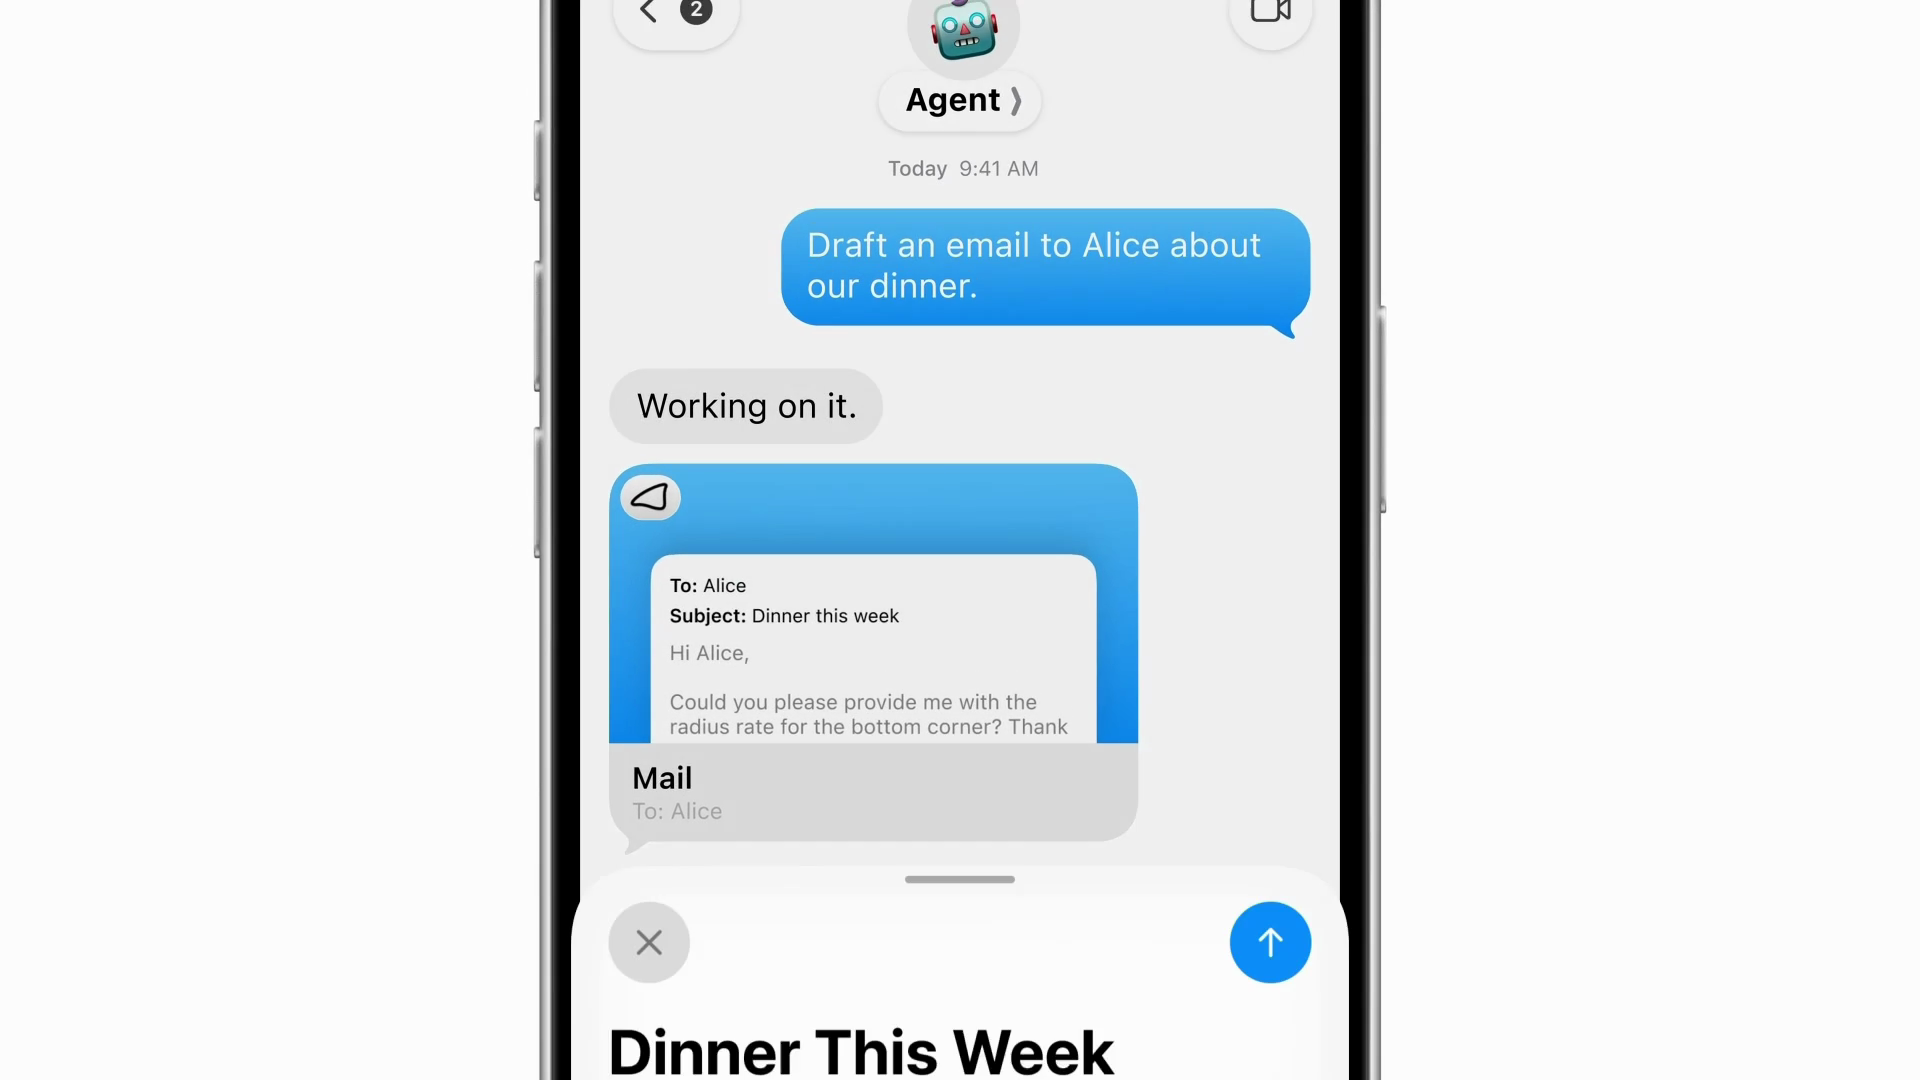 2
Agent
Today 9:41 AM
Draft an email to Alice about
our dinner.
Working on it.
To: Alice
Subject: Dinner this week
Hi Alice,
Could you please provide me with the
radius rate for the bottom corner? Thank
Mail
To: Alice
Dinner This Week